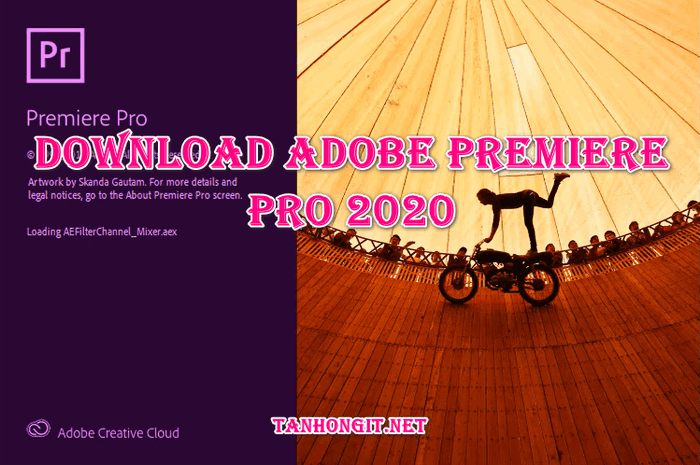 Pr
Premiere Pro
©
DOWNLOAD ADOBE PREMIERE
PRO 2020
Artwork by Skanda Gautam. For more details and
legal notices, go to the About Premiere Pro screen.
Loading AEFilterChannel_Mixer.aex
TANHONGIT.NET
Adobe Creative Cloud